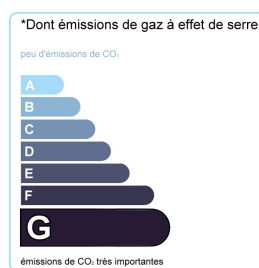 *Dont émissions de gaz à effet de serre
peu d'émissions de CO₂
A
B
C
D
E
F
G
émissions de CO₂ très importantes